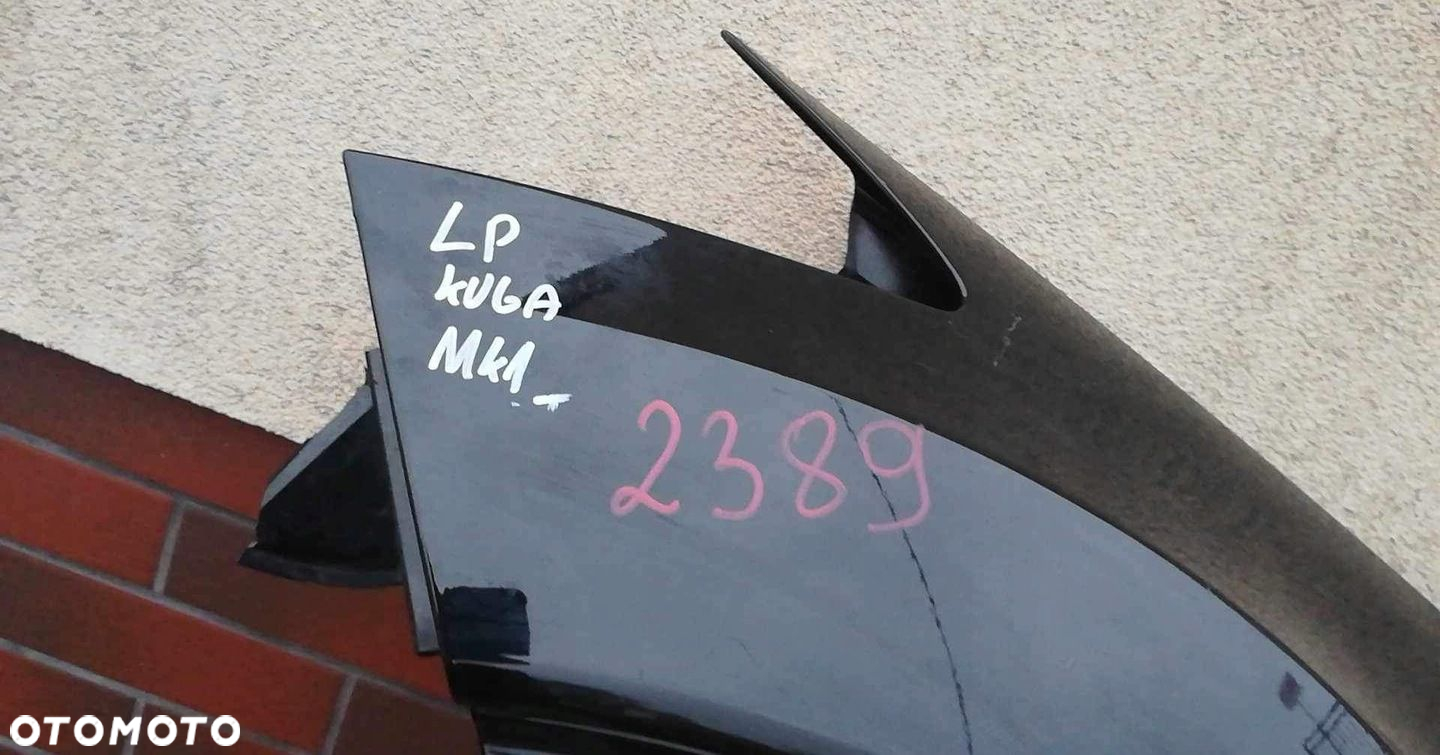 LP
KUGA
MK1
2389
OTOMOTO